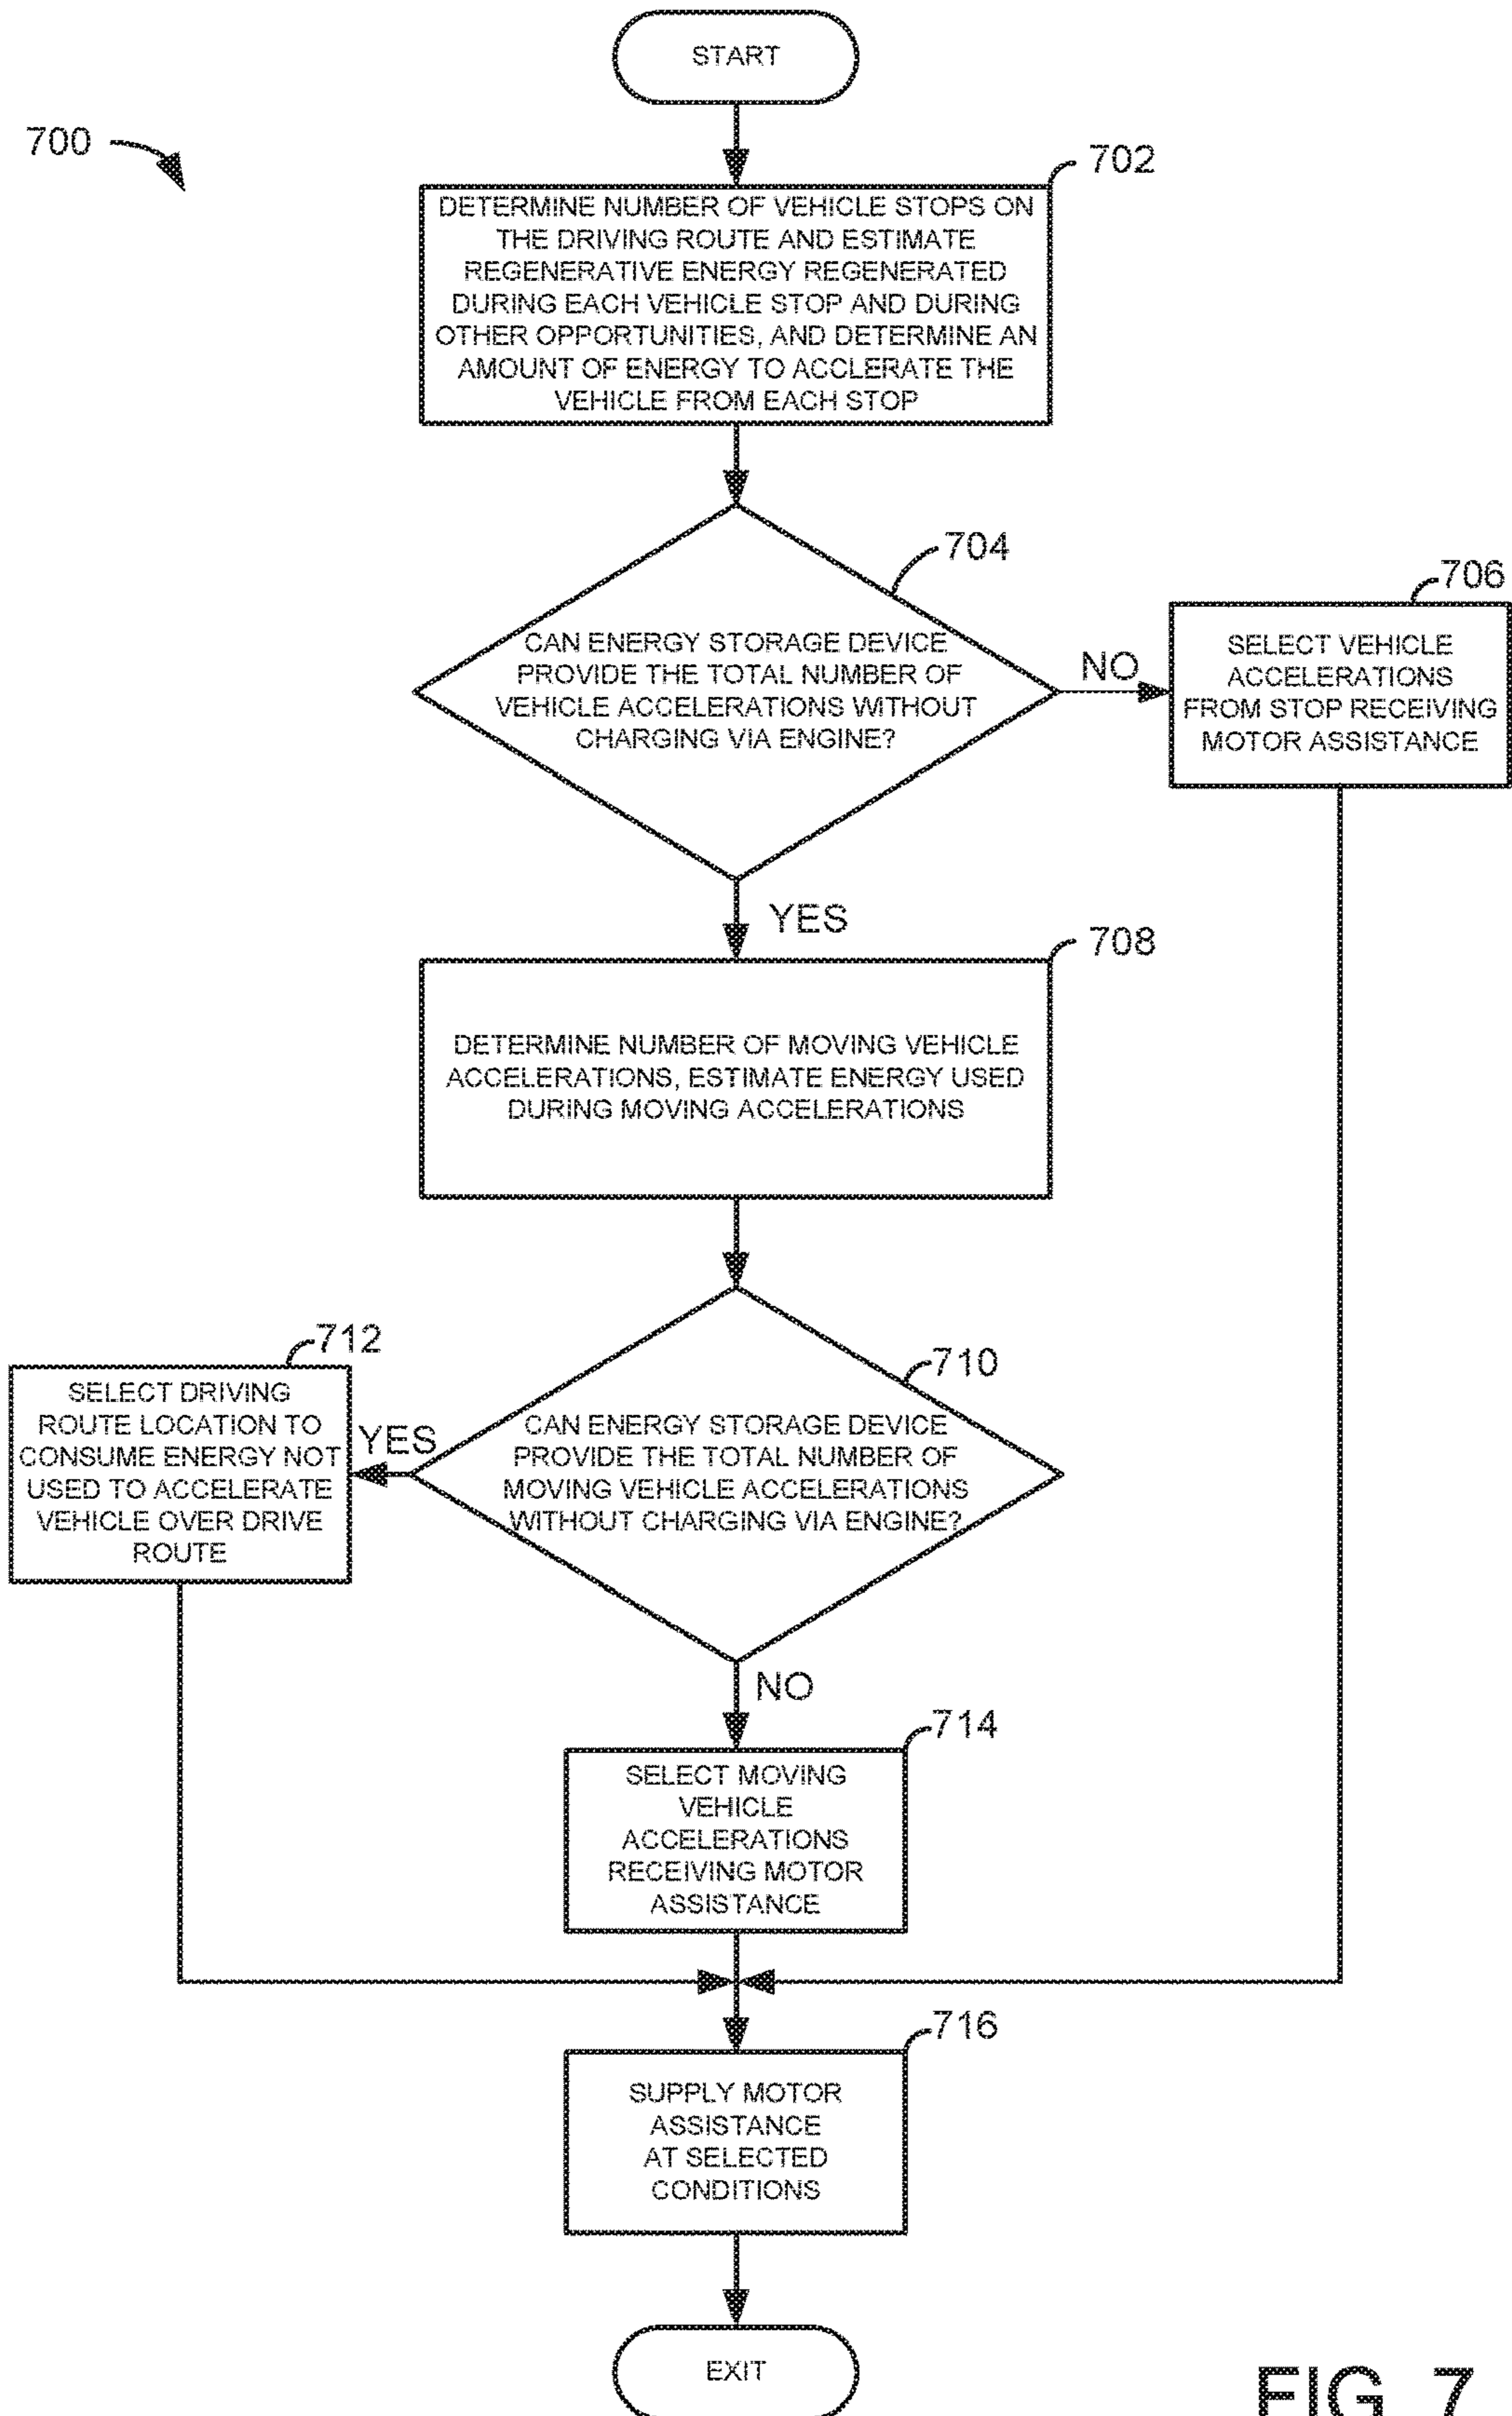 START
700
702
DETERMINE NUMBER OF VEHICLE STOPS ON
THE DRIVING ROUTE AND ESTIMATE
REGENERATIVE ENERGY REGENERATED
DURING EACH VEHICLE STOP AND DURING
OTHER OPPORTUNITIES, AND DETERMINE AN
AMOUNT OF ENERGY TO ACCLERATE THE
VEHICLE FROM EACH STOP
704
CAN ENERGY STORAGE DEVICE
PROVIDE THE TOTAL NUMBER OF
VEHICLE ACCELERATIONS WITHOUT
CHARGING VIA ENGINE?
NO
706
SELECT VEHICLE
ACCELERATIONS
FROM STOP RECEIVING
MOTOR ASSISTANCE
YES
708
DETERMINE NUMBER OF MOVING VEHICLE
ACCELERATIONS, ESTIMATE ENERGY USED
DURING MOVING ACCELERATIONS
710
CAN ENERGY STORAGE DEVICE
PROVIDE THE TOTAL NUMBER OF
MOVING VEHICLE ACCELERATIONS
WITHOUT CHARGING VIA ENGINE?
YES
712
SELECT DRIVING
ROUTE LOCATION TO
CONSUME ENERGY NOT
USED TO ACCELERATE
VEHICLE OVER DRIVE
ROUTE
NO
714
SELECT MOVING
VEHICLE
ACCELERATIONS
RECEIVING MOTOR
ASSISTANCE
716
SUPPLY MOTOR
ASSISTANCE
AT SELECTED
CONDITIONS
EXIT
FIG. 7